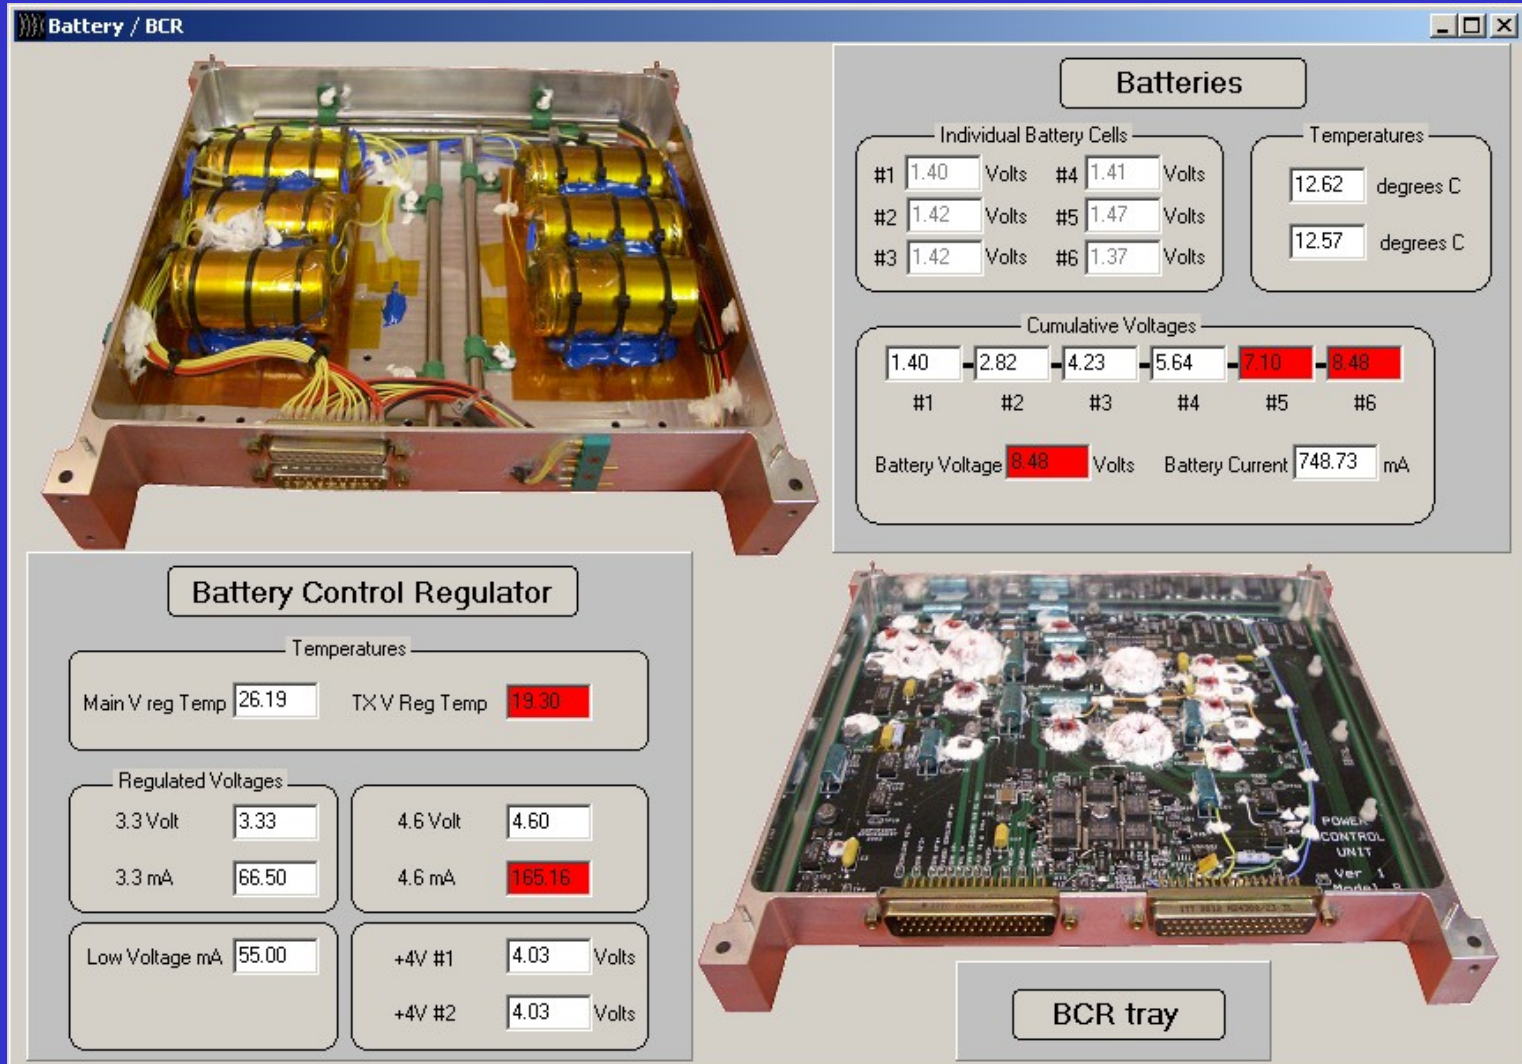 Battery / BCR
Batteries
Individual Battery Cells
#1 1.40 Volts #4 1.41 Volts
#2 1.42 Volts #5 1.47 Volts
#3 1.42 Volts #6 1.37 Volts
Temperatures
12.62 degrees C
12.57 degrees C
Cumulative Voltages
1.40 2.82 4.23 5.64 7.10 8.48
#1 #2 #3 #4 #5 #6
Battery Voltage 8.48 Volts Battery Current 748.73 mA
Battery Control Regulator
Temperatures
Main V reg Temp 26.19 TX V Reg Temp 19.30
Regulated Voltages
3.3 Volt 3.33
3.3 mA 66.50
4.6 Volt 4.60
4.6 mA 165.16
Low Voltage mA 55.00
+4V #1 4.03 Volts
+4V #2 4.03 Volts
POWER
CONTROL
UNIT
Ver 1
Model
BCR tray